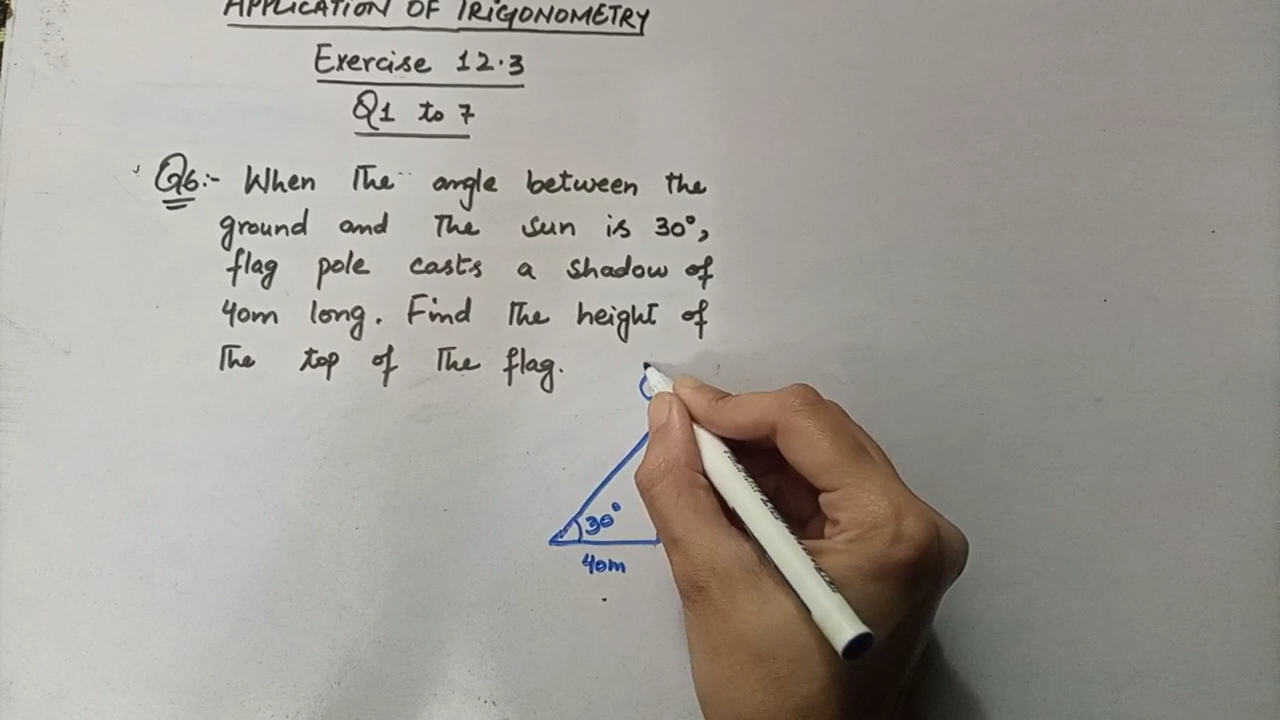 APPLICATION OF TRIGONOMETRY
Exercise 12.3
Q1 to 7
Q6:- When The angle between the
ground and The sun is 30°,
flag pole casts a shadow of
40m long. Find The height of
The top of The flag.
30°
40m